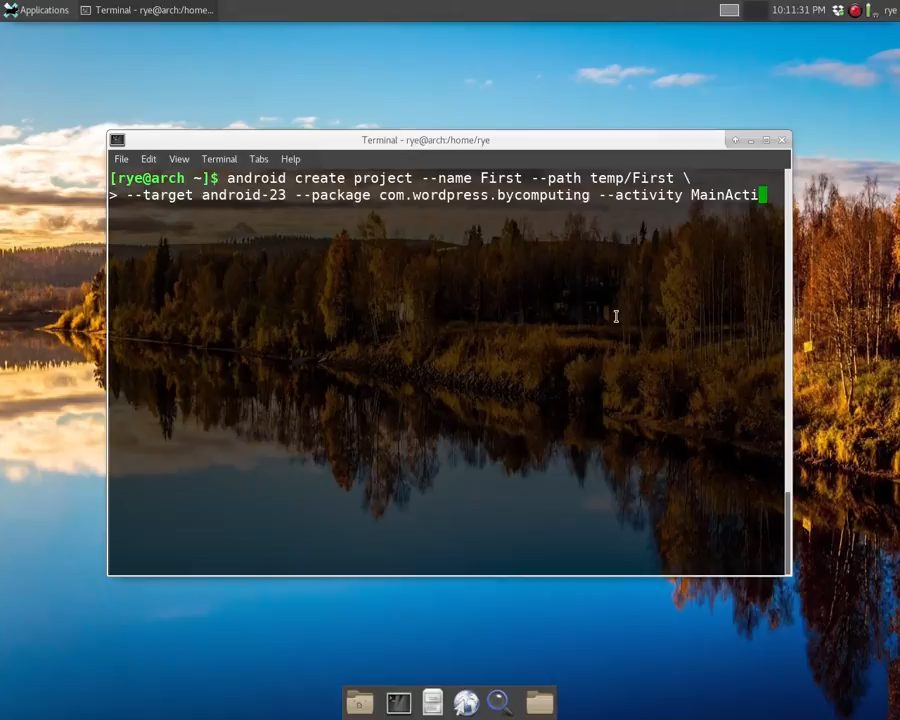 Applications
Terminal - rye@arch:/home...
10:11:31 PM
rye
Terminal - rye@arch:/home/rye
File Edit View Terminal Tabs Help
[rye@arch ~]$ android create project --name First --path temp/First \
> --target android-23 --package com.wordpress.bycomputing --activity MainActi